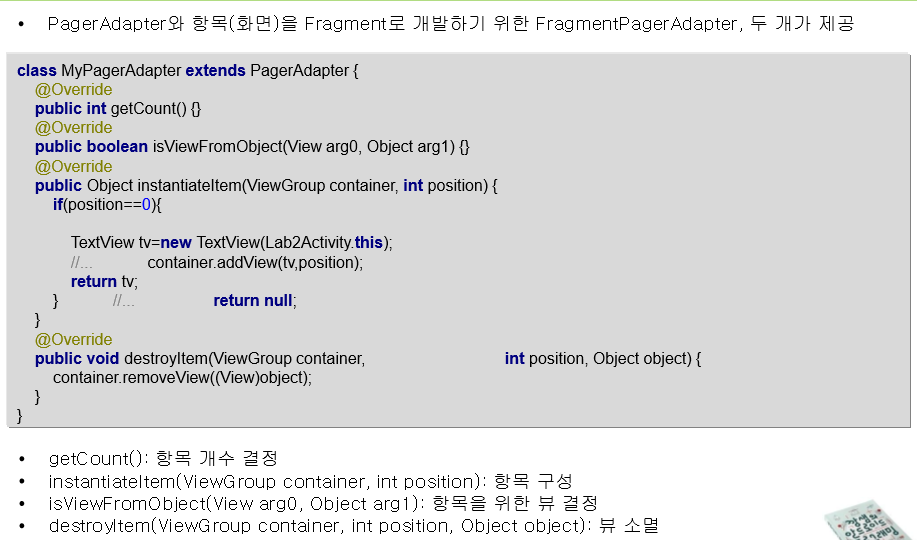 • PagerAdapter와 항목(화면)을 Fragment로 개발하기 위한 FragmentPagerAdapter, 두 개가 제공
class MyPagerAdapter extends PagerAdapter {
@Override
public int getCount() {}
@Override
public boolean isViewFromObject(View arg0, Object arg1) {}
@Override
public Object instantiateItem(ViewGroup container, int position) {
if(position==0){
TextView tv=new TextView(Lab2Activity.this);
//... container.addView(tv,position);
return tv;
} //... return null;
}
@Override
public void destroyItem(ViewGroup container, int position, Object object) {
container.removeView((View)object);
}
}
• getCount(): 항목 개수 결정
• instantiateItem(ViewGroup container, int position): 항목 구성
• isViewFromObject(View arg0, Object arg1): 항목을 위한 뷰 결정
• destroyItem(ViewGroup container, int position, Object object): 뷰 소멸